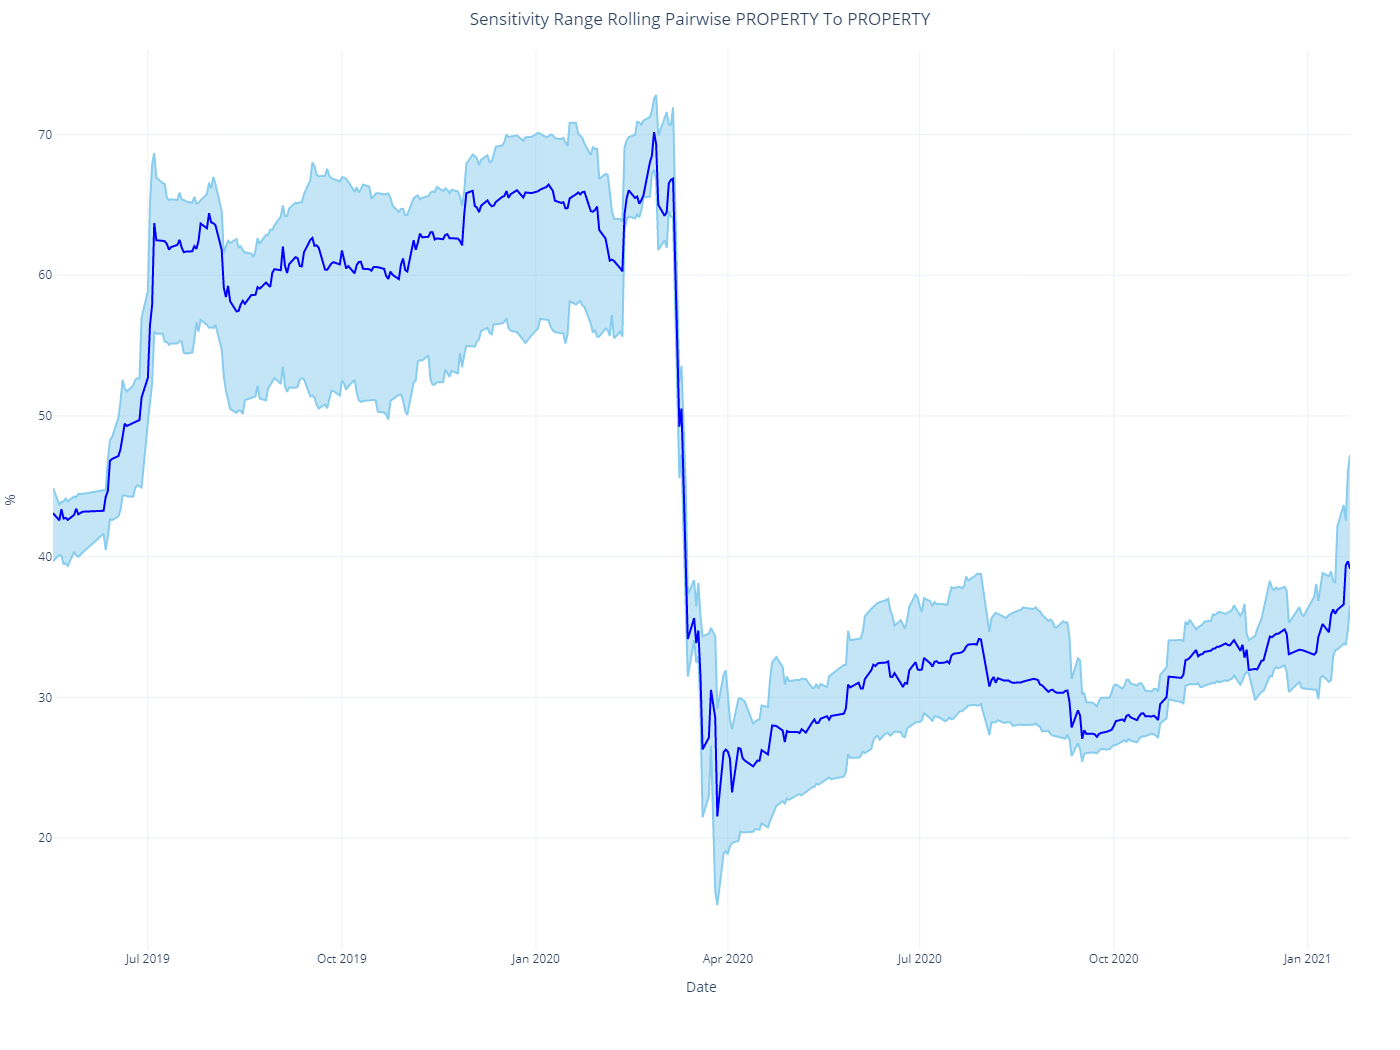 Sensitivity Range Rolling Pairwise PROPERTY To PROPERTY
70
60
50
40
30
20
%
Jul 2019
Oct 2019
Jan 2020
Apr 2020
Jul 2020
Oct 2020
Jan 2021
Date